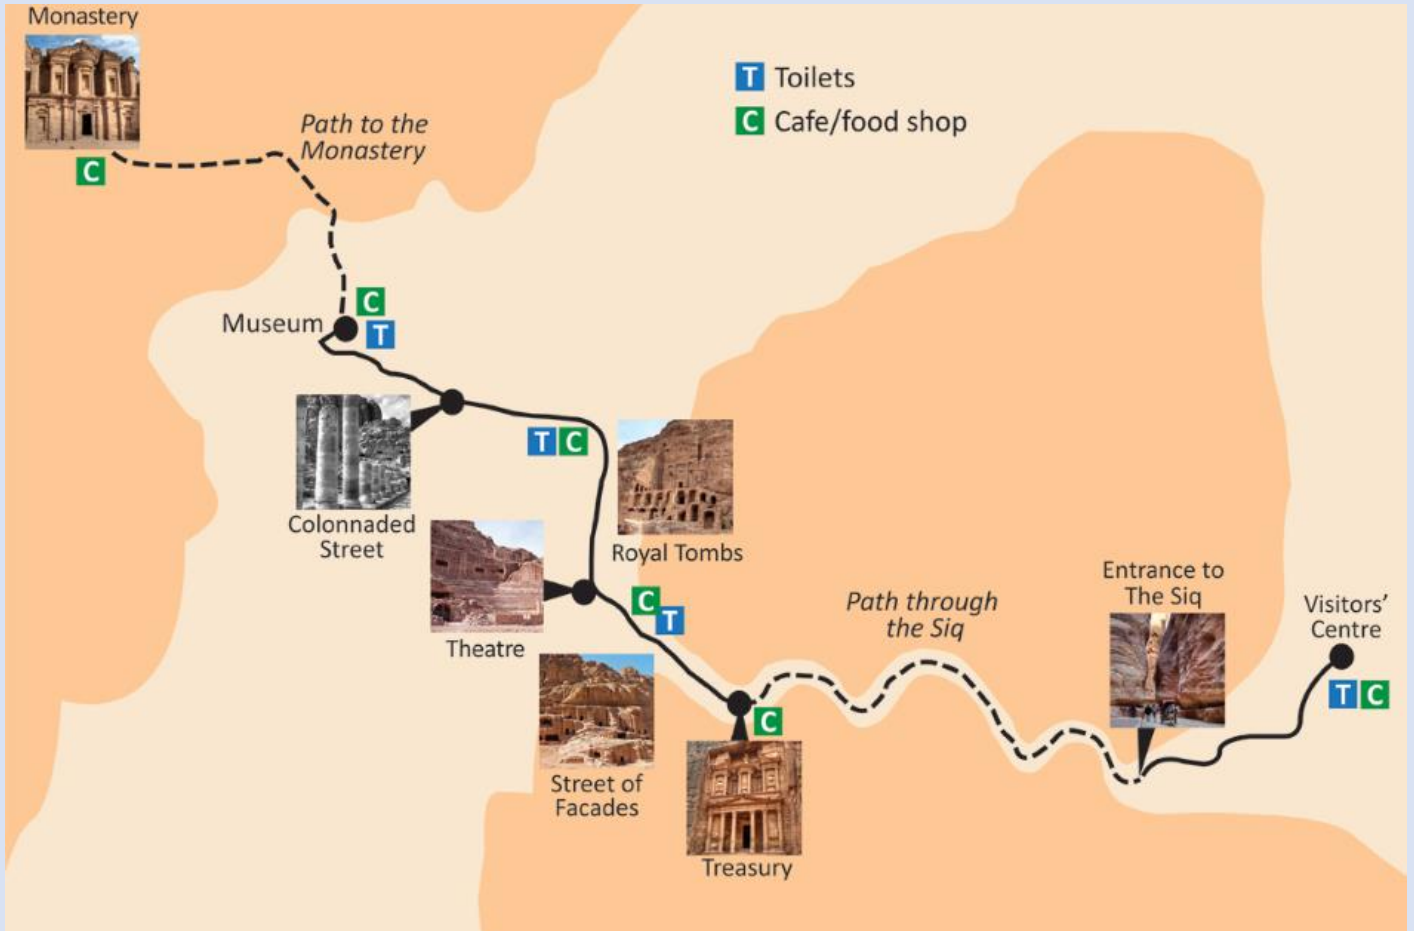 Monastery
C
Path to the
Monastery
T Toilets
C Cafe/food shop
C
Museum
T
T C
Colonnaded
Street
Royal Tombs
Theatre
C
T
Path through
the Siq
Entrance to
The Siq
Visitors’
Centre
T C
C
Street of
Facades
Treasury